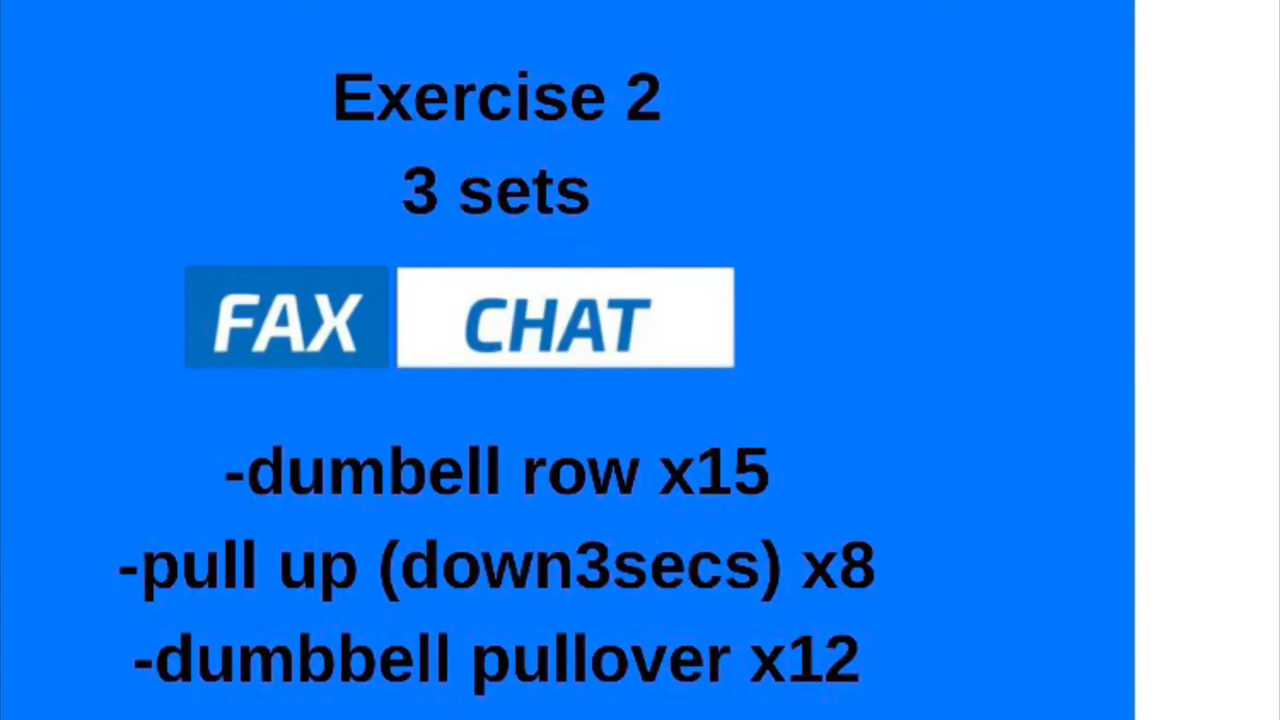 Exercise 2
3 sets
FAX CHAT
-dumbell row x15
-pull up (down3secs) x8
-dumbbell pullover x12